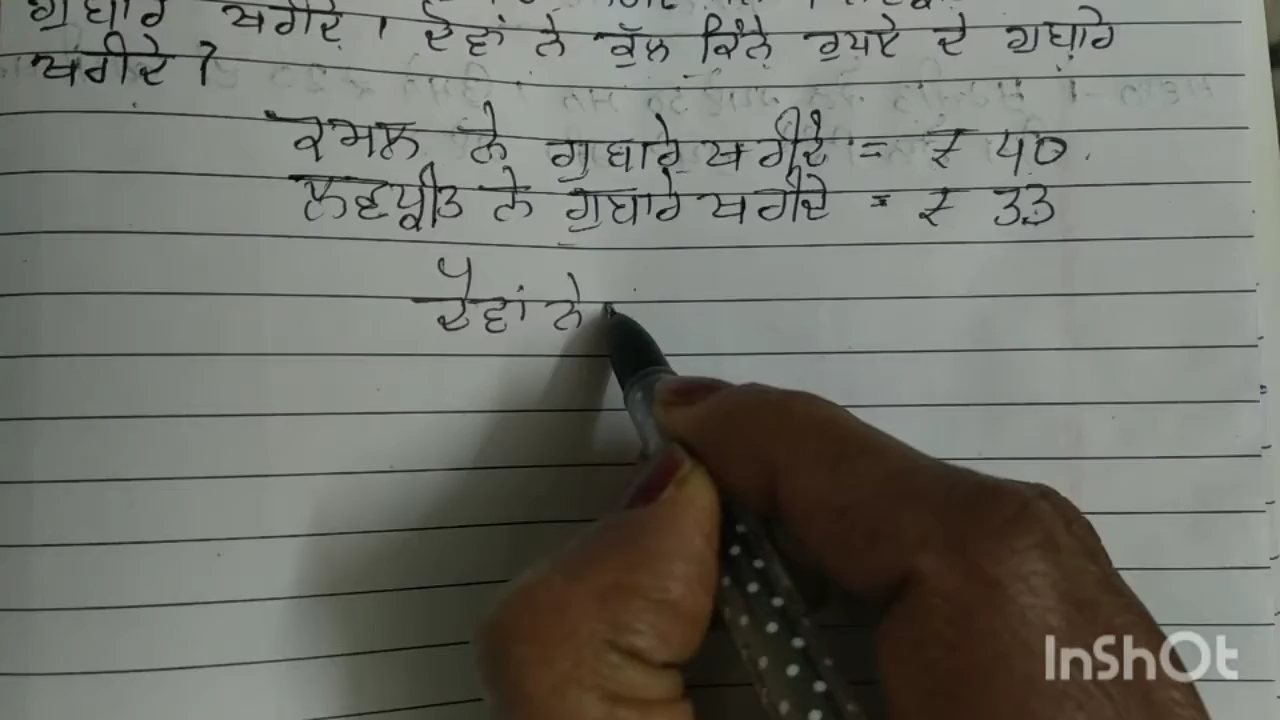 ਗੁਬਾਰੇ ਖਰੀਦੇ। ਦੋਵਾਂ ਨੇ ਕੁੱਲ ਕਿੰਨੇ ਰੁਪਏ ਦੇ ਗੁਬਾਰੇ
ਖਰੀਦੇ ?
ਕਮਲ ਨੇ ਗੁਬਾਰੇ ਖਰੀਦੇ = ₹ 40.
ਲਵਪ੍ਰੀਤ ਨੇ ਗੁਬਾਰੇ ਖਰੀਦੇ = ₹ 33
ਦੋਵਾਂ ਨੇ
InShOt